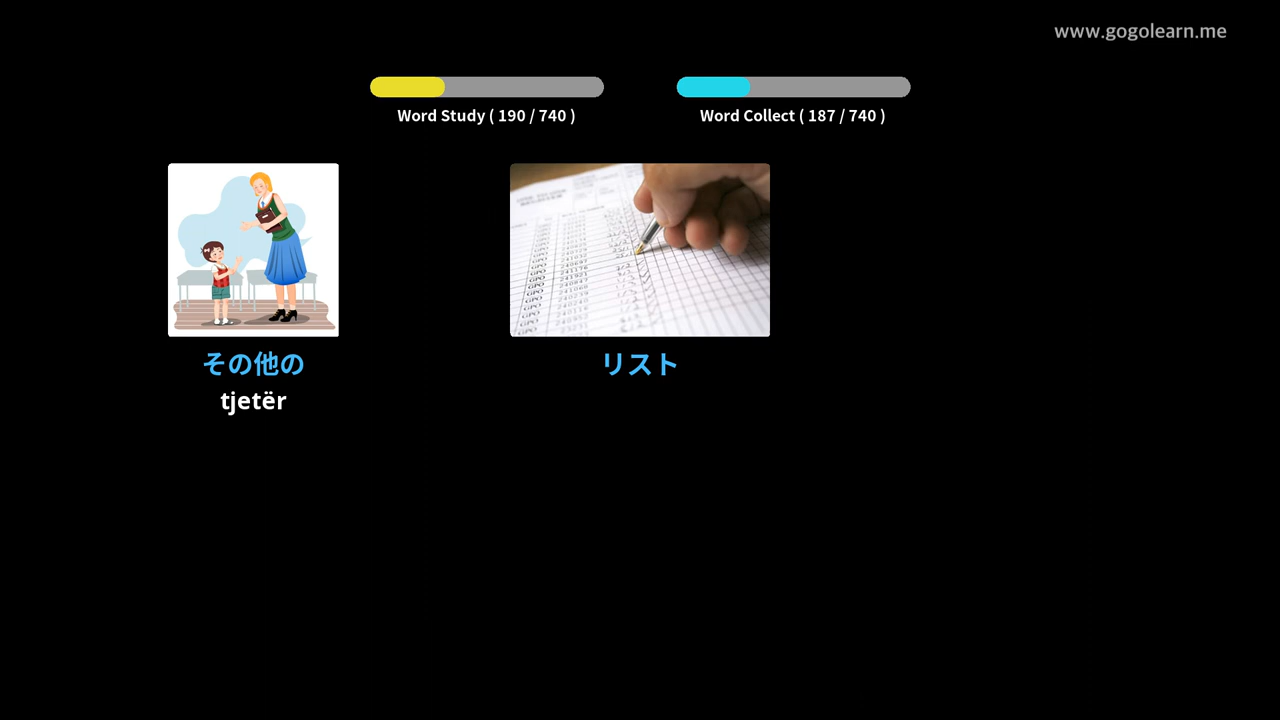 www.gogolearn.me
Word Study ( 190 / 740 )
Word Collect ( 187 / 740 )
その他の
tjetër
リスト